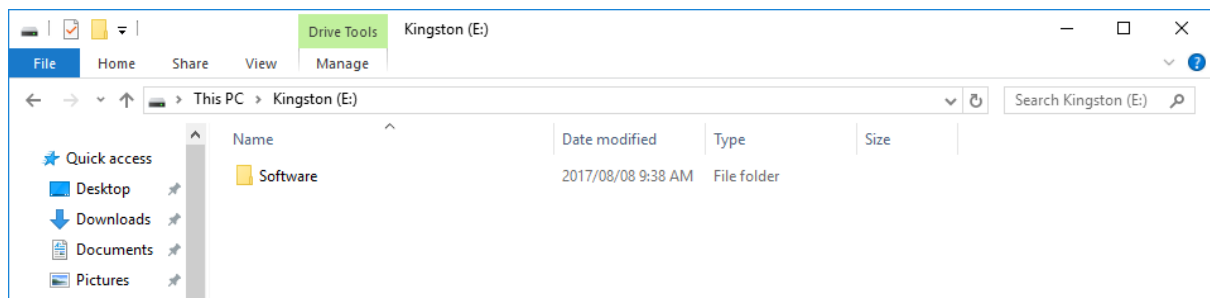 Drive Tools Kingston (E:)
File Home Share View Manage
This PC > Kingston (E:) Search Kingston (E:)
Name Date modified Type Size
Quick access
Software 2017/08/08 9:38 AM File folder
Desktop
Downloads
Documents
Pictures